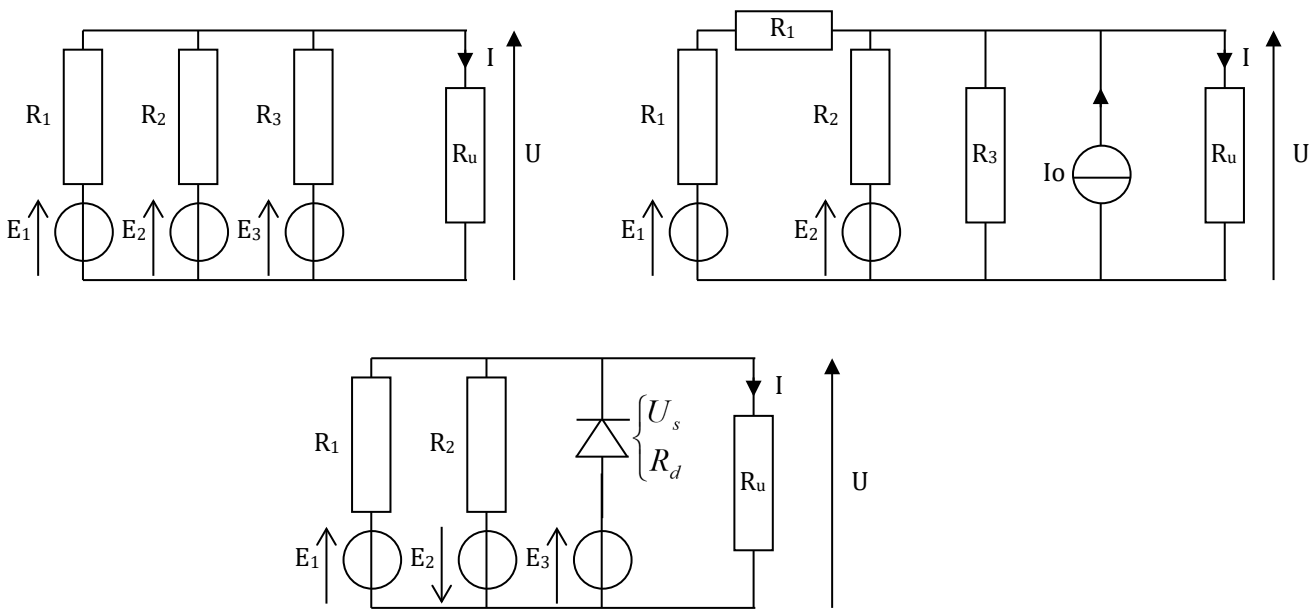 R₁
I
I
R₁ R₂ R₃ Rᵤ U
R₁ R₂ R₃ Io Rᵤ U
E₁ E₂ E₃
E₁ E₂
I
R₁ R₂ Uₛ
R_d Rᵤ U
E₁ E₂ E₃